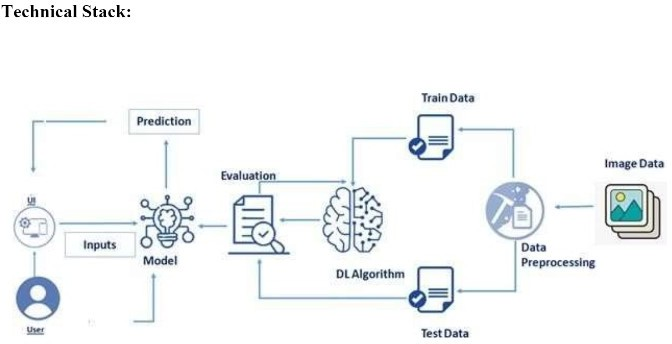 Technical Stack:
Train Data
Prediction
Image Data
Evaluation
UI
Inputs
Model
Data
Preprocessing
DL Algorithm
User
Test Data